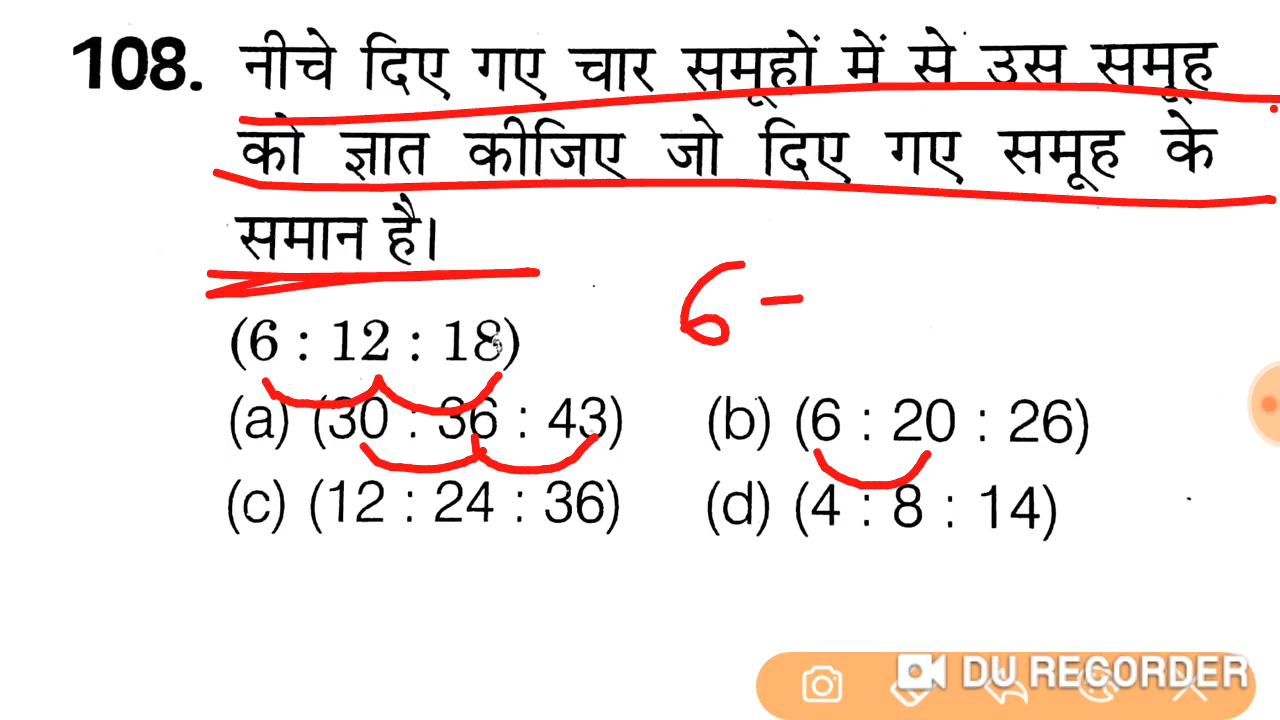 108. नीचे दिए गए चार समूहों में से उस समूह
को ज्ञात कीजिए जो दिए गए समूह के
समान है।
6 -
(6 : 12 : 18)
(a) (30 : 36 : 43) (b) (6 : 20 : 26)
(c) (12 : 24 : 36) (d) (4 : 8 : 14)
DU RECORDER